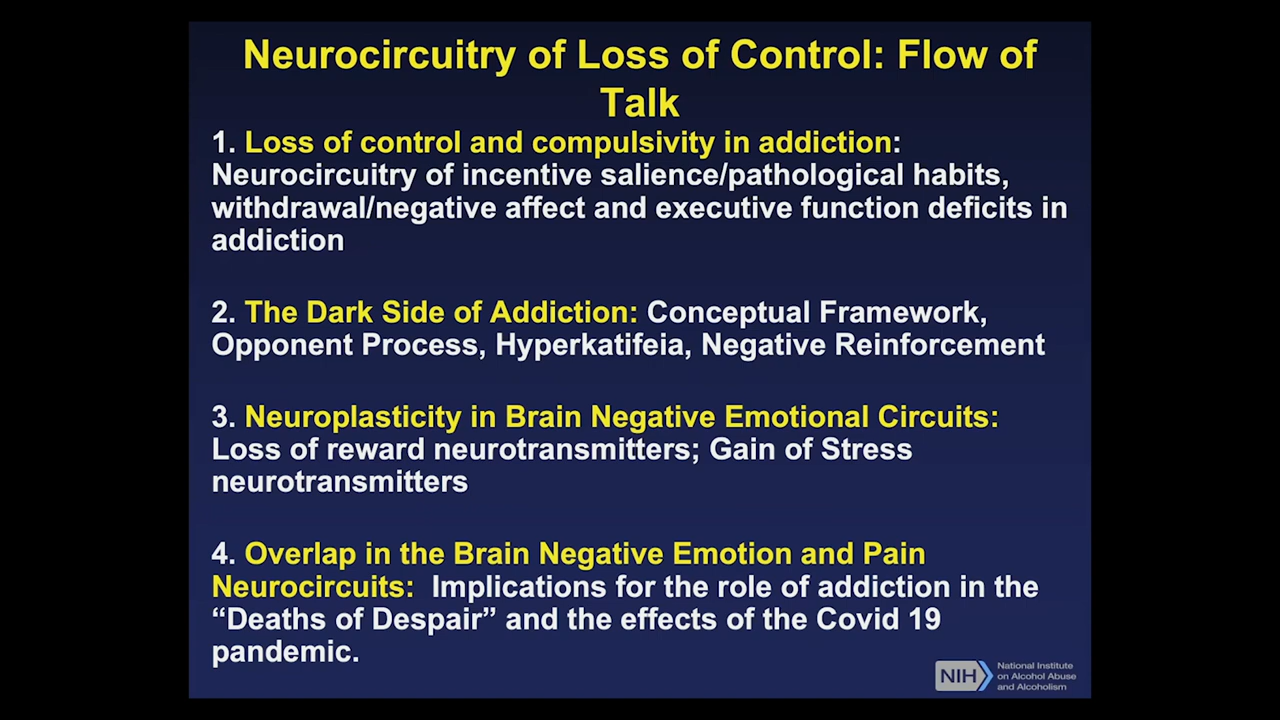 Neurocircuitry of Loss of Control: Flow of
Talk
1. Loss of control and compulsivity in addiction:
Neurocircuitry of incentive salience/pathological habits,
withdrawal/negative affect and executive function deficits in
addiction
2. The Dark Side of Addiction: Conceptual Framework,
Opponent Process, Hyperkatifeia, Negative Reinforcement
3. Neuroplasticity in Brain Negative Emotional Circuits:
Loss of reward neurotransmitters; Gain of Stress
neurotransmitters
4. Overlap in the Brain Negative Emotion and Pain
Neurocircuits: Implications for the role of addiction in the
“Deaths of Despair” and the effects of the Covid 19
pandemic.
NIH
National Institute
on Alcohol Abuse
and Alcoholism